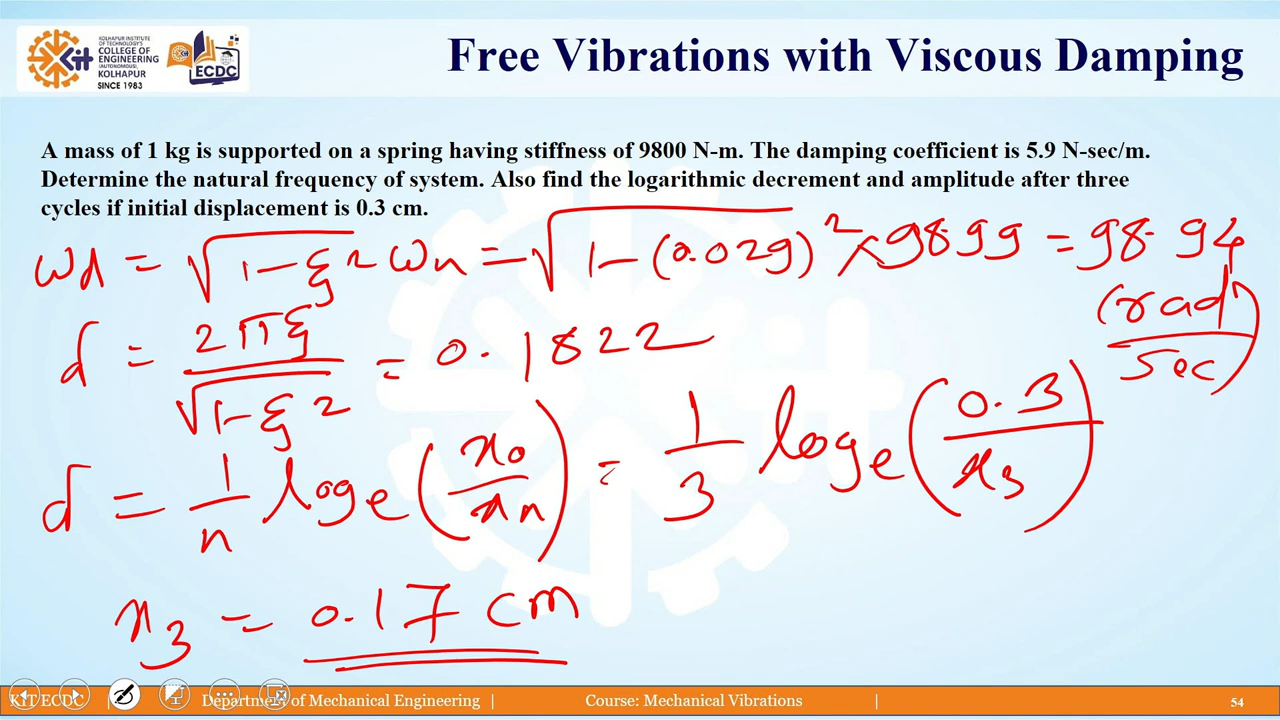 KOLHAPUR INSTITUTE
OF TECHNOLOGY'S
COLLEGE OF
ENGINEERING
(AUTONOMOUS),
KOLHAPUR
SINCE 1983
KiT
ECDC
Free Vibrations with Viscous Damping
A mass of 1 kg is supported on a spring having stiffness of 9800 N-m. The damping coefficient is 5.9 N-sec/m.
Determine the natural frequency of system. Also find the logarithmic decrement and amplitude after three
cycles if initial displacement is 0.3 cm.
ωd = √(1-ξ²) ωn = √(1-(0.029)²) × 98.99 = 98.94 (rad/sec)
d = 2πξ / √(1-ξ²) = 0.1822
d = 1/n loge (x0/xn) = 1/3 loge (0.3/x3)
x3 = 0.17 cm
KIT ECDC | Department of Mechanical Engineering | Course: Mechanical Vibrations | 54